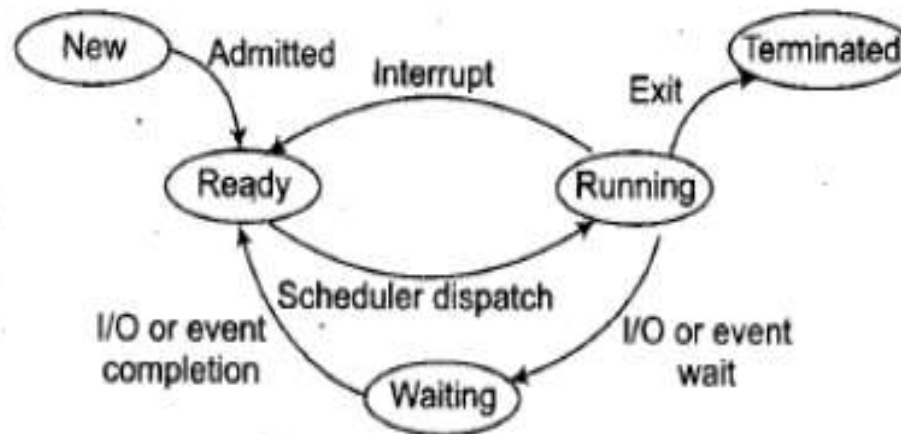 New
Admitted
Interrupt
Terminated
Exit
Ready
Running
Scheduler dispatch
I/O or event
completion
I/O or event
wait
Waiting